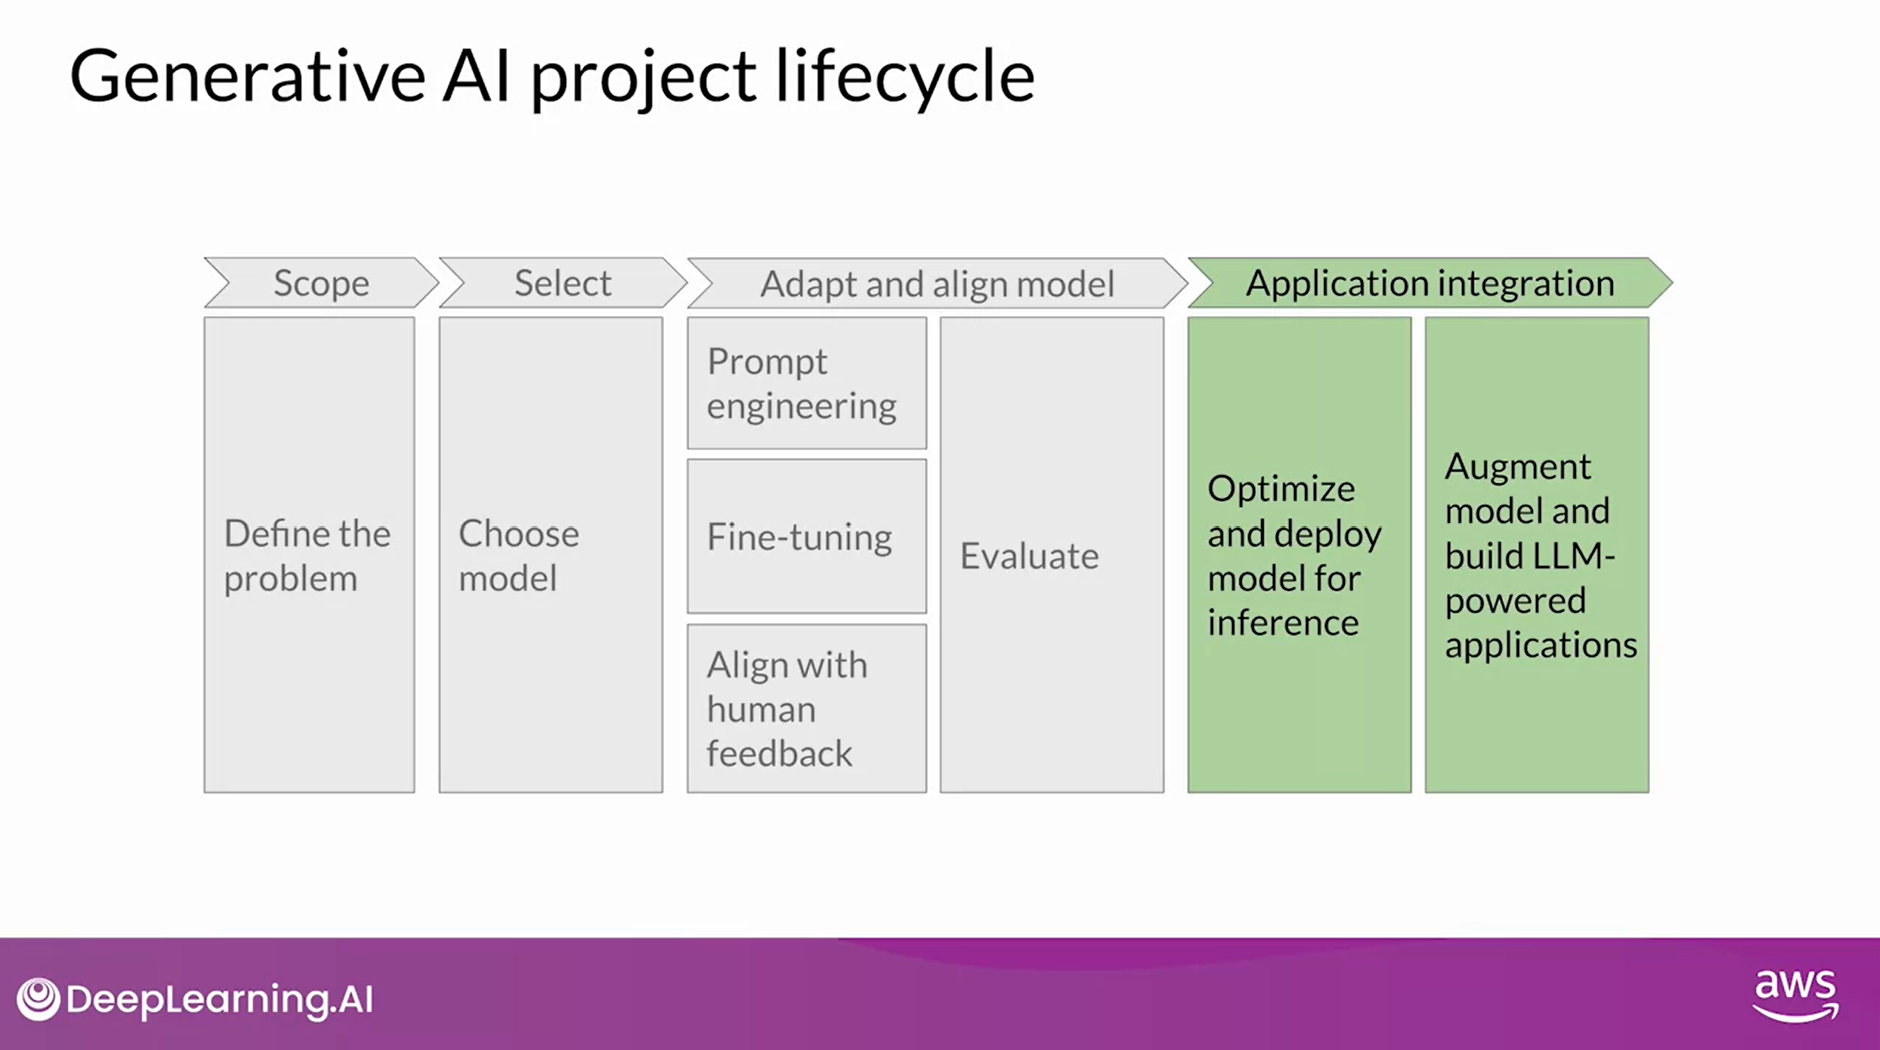 Generative AI project lifecycle
Scope
Select
Adapt and align model
Application integration
Define the
problem
Choose
model
Prompt
engineering
Fine-tuning
Align with
human
feedback
Evaluate
Optimize
and deploy
model for
inference
Augment
model and
build LLM-
powered
applications
DeepLearning.AI
aws